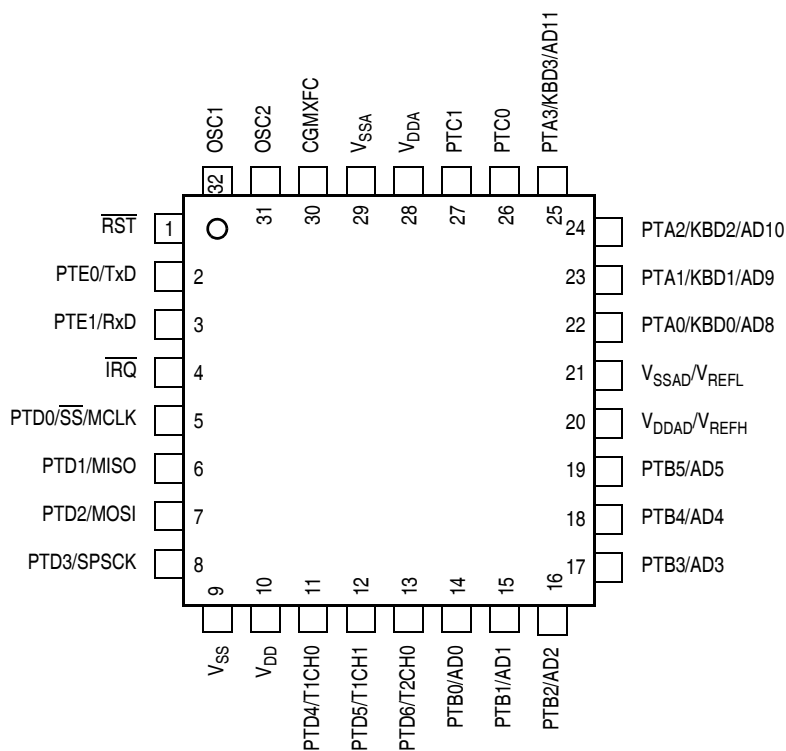 OSC1
OSC2
CGMXFC
VSSA
VDDA
PTC1
PTC0
PTA3/KBD3/AD11
32
31
30
29
28
27
26
25
RST 1
PTE0/TxD 2
PTE1/RxD 3
IRQ 4
PTD0/SS/MCLK 5
PTD1/MISO 6
PTD2/MOSI 7
PTD3/SPSCK 8
24 PTA2/KBD2/AD10
23 PTA1/KBD1/AD9
22 PTA0/KBD0/AD8
21 VSSAD/VREFL
20 VDDAD/VREFH
19 PTB5/AD5
18 PTB4/AD4
17 PTB3/AD3
9
10
11
12
13
14
15
16
VSS
VDD
PTD4/T1CH0
PTD5/T1CH1
PTD6/T2CH0
PTB0/AD0
PTB1/AD1
PTB2/AD2